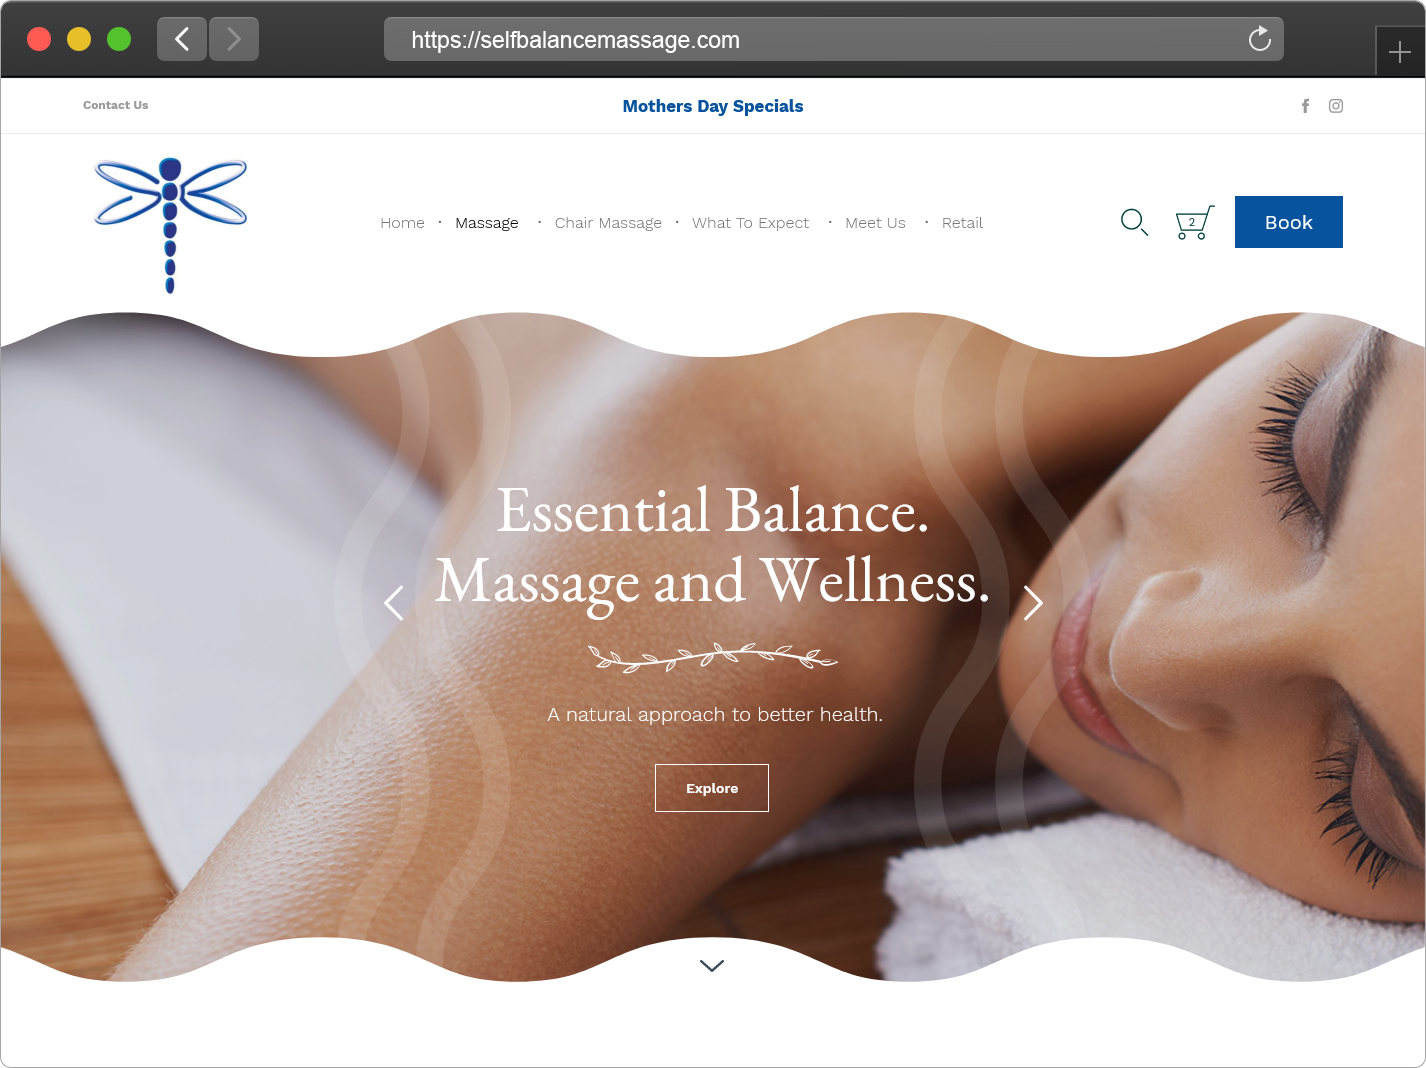 https://selfbalancemassage.com
Contact Us
Mothers Day Specials
Home · Massage · Chair Massage · What To Expect · Meet Us · Retail
2
Book
Essential Balance.
Massage and Wellness.
A natural approach to better health.
Explore